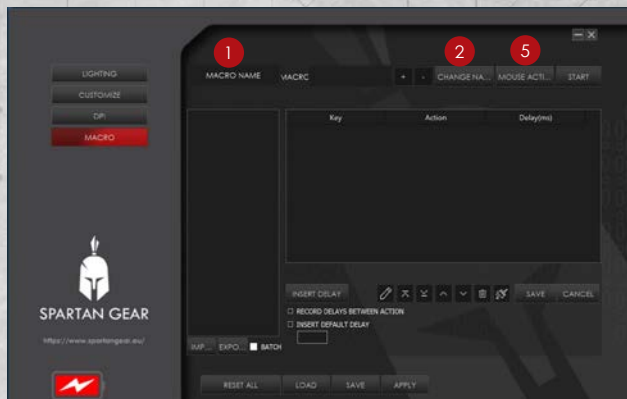 1 2 5
MACRO NAME MACRC + - CHANGE NA... MOUSE ACTI... START
LIGHTING
CUSTOMIZE
DPI
MACRO
Key Action Delay(ms)
INSERT DELAY SAVE CANCEL
RECORD DELAYS BETWEEN ACTION
INSERT DEFAULT DELAY
IMP... EXPO... BATCH
SPARTAN GEAR
https://www.spartangear.eu/
RESET ALL LOAD SAVE APPLY